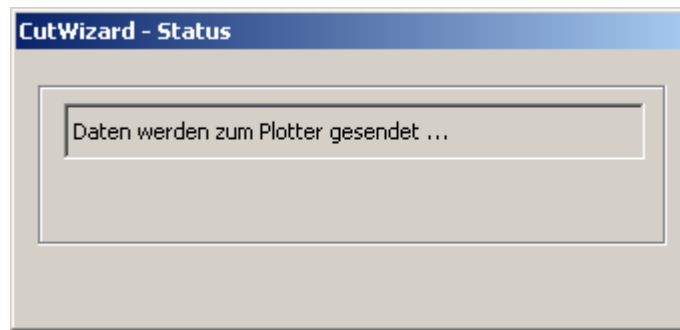 CutWizard - Status
Daten werden zum Plotter gesendet ...